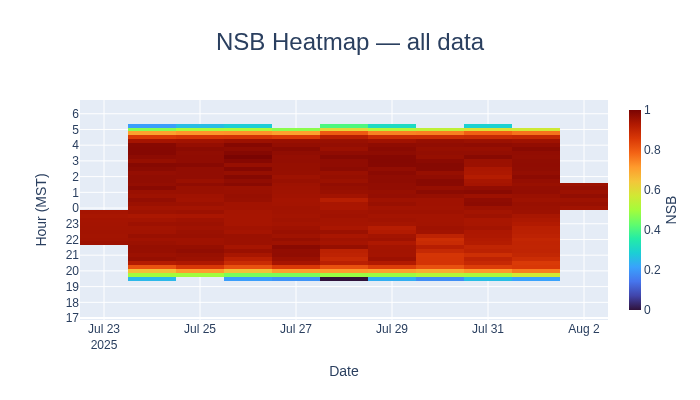 NSB Heatmap — all data
6
5
4
3
2
1
0
23
22
21
20
19
18
17
Hour (MST)
Jul 23
2025
Jul 25
Jul 27
Jul 29
Jul 31
Aug 2
Date
1
0.8
0.6
0.4
0.2
0
NSB